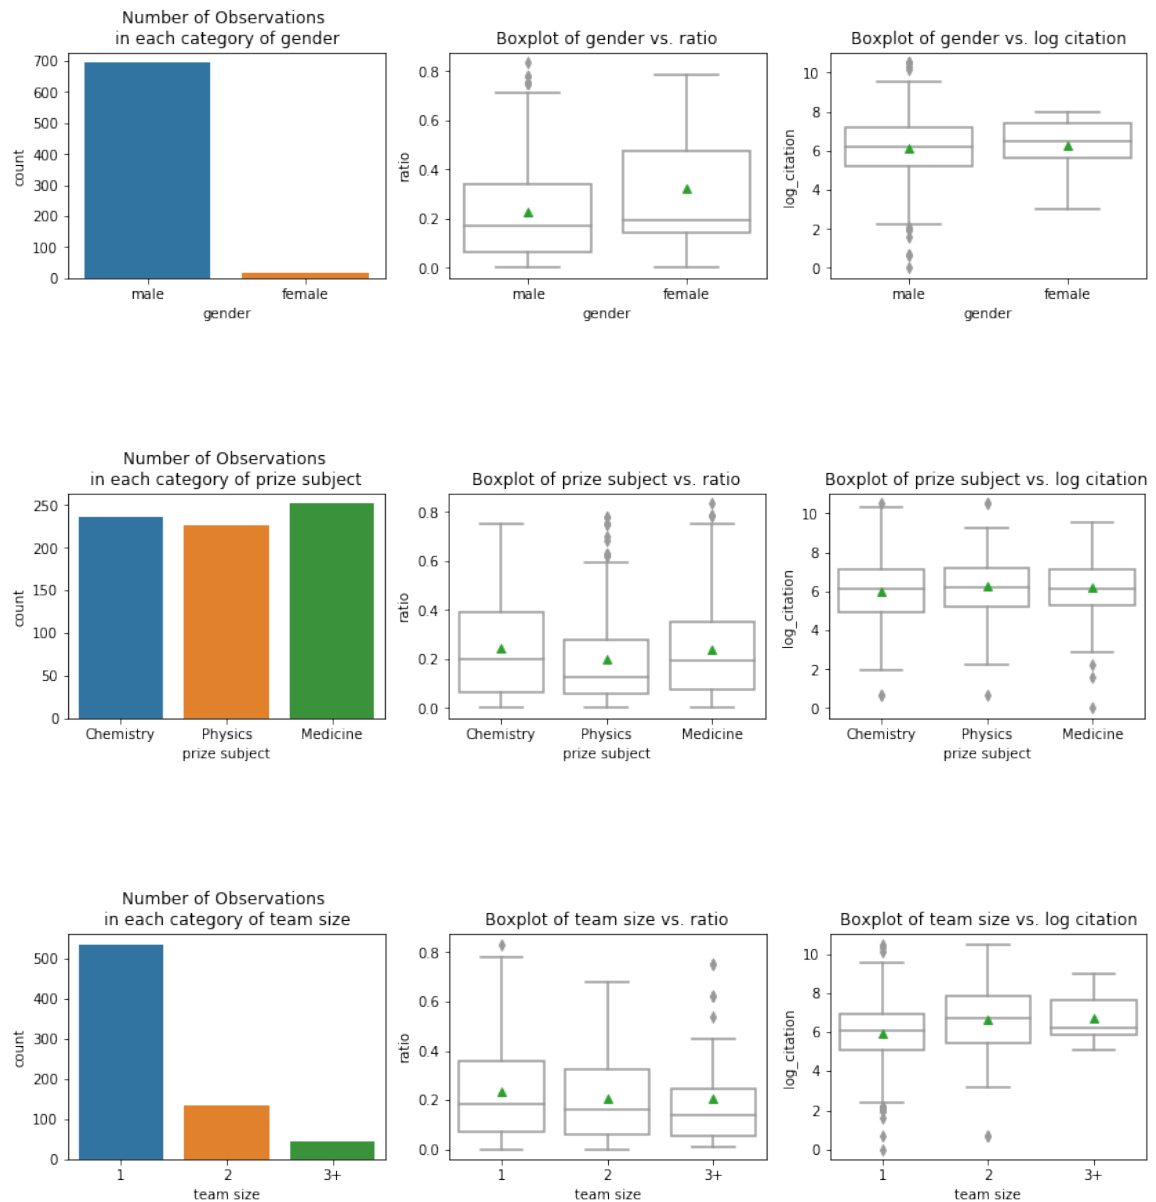 Number of Observations
in each category of gender
700
600
500
400
300
200
100
0
count
male
female
gender
Boxplot of gender vs. ratio
0.8
0.6
0.4
0.2
0.0
ratio
male
female
gender
Boxplot of gender vs. log citation
10
8
6
4
2
0
log_citation
male
female
gender
Number of Observations
in each category of prize subject
250
200
150
100
50
0
count
Chemistry
Physics
Medicine
prize subject
Boxplot of prize subject vs. ratio
0.8
0.6
0.4
0.2
0.0
ratio
Chemistry
Physics
Medicine
prize subject
Boxplot of prize subject vs. log citation
10
8
6
4
2
0
log_citation
Chemistry
Physics
Medicine
prize subject
Number of Observations
in each category of team size
500
400
300
200
100
0
count
1
2
3+
team size
Boxplot of team size vs. ratio
0.8
0.6
0.4
0.2
0.0
ratio
1
2
3+
team size
Boxplot of team size vs. log citation
10
8
6
4
2
0
log_citation
1
2
3+
team size